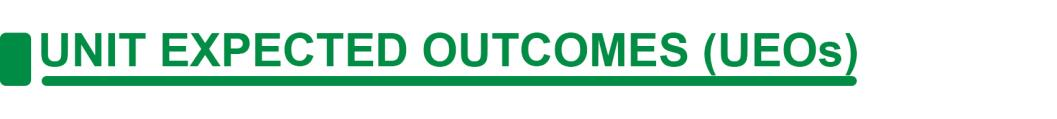 UNIT EXPECTED OUTCOMES (UEOs)